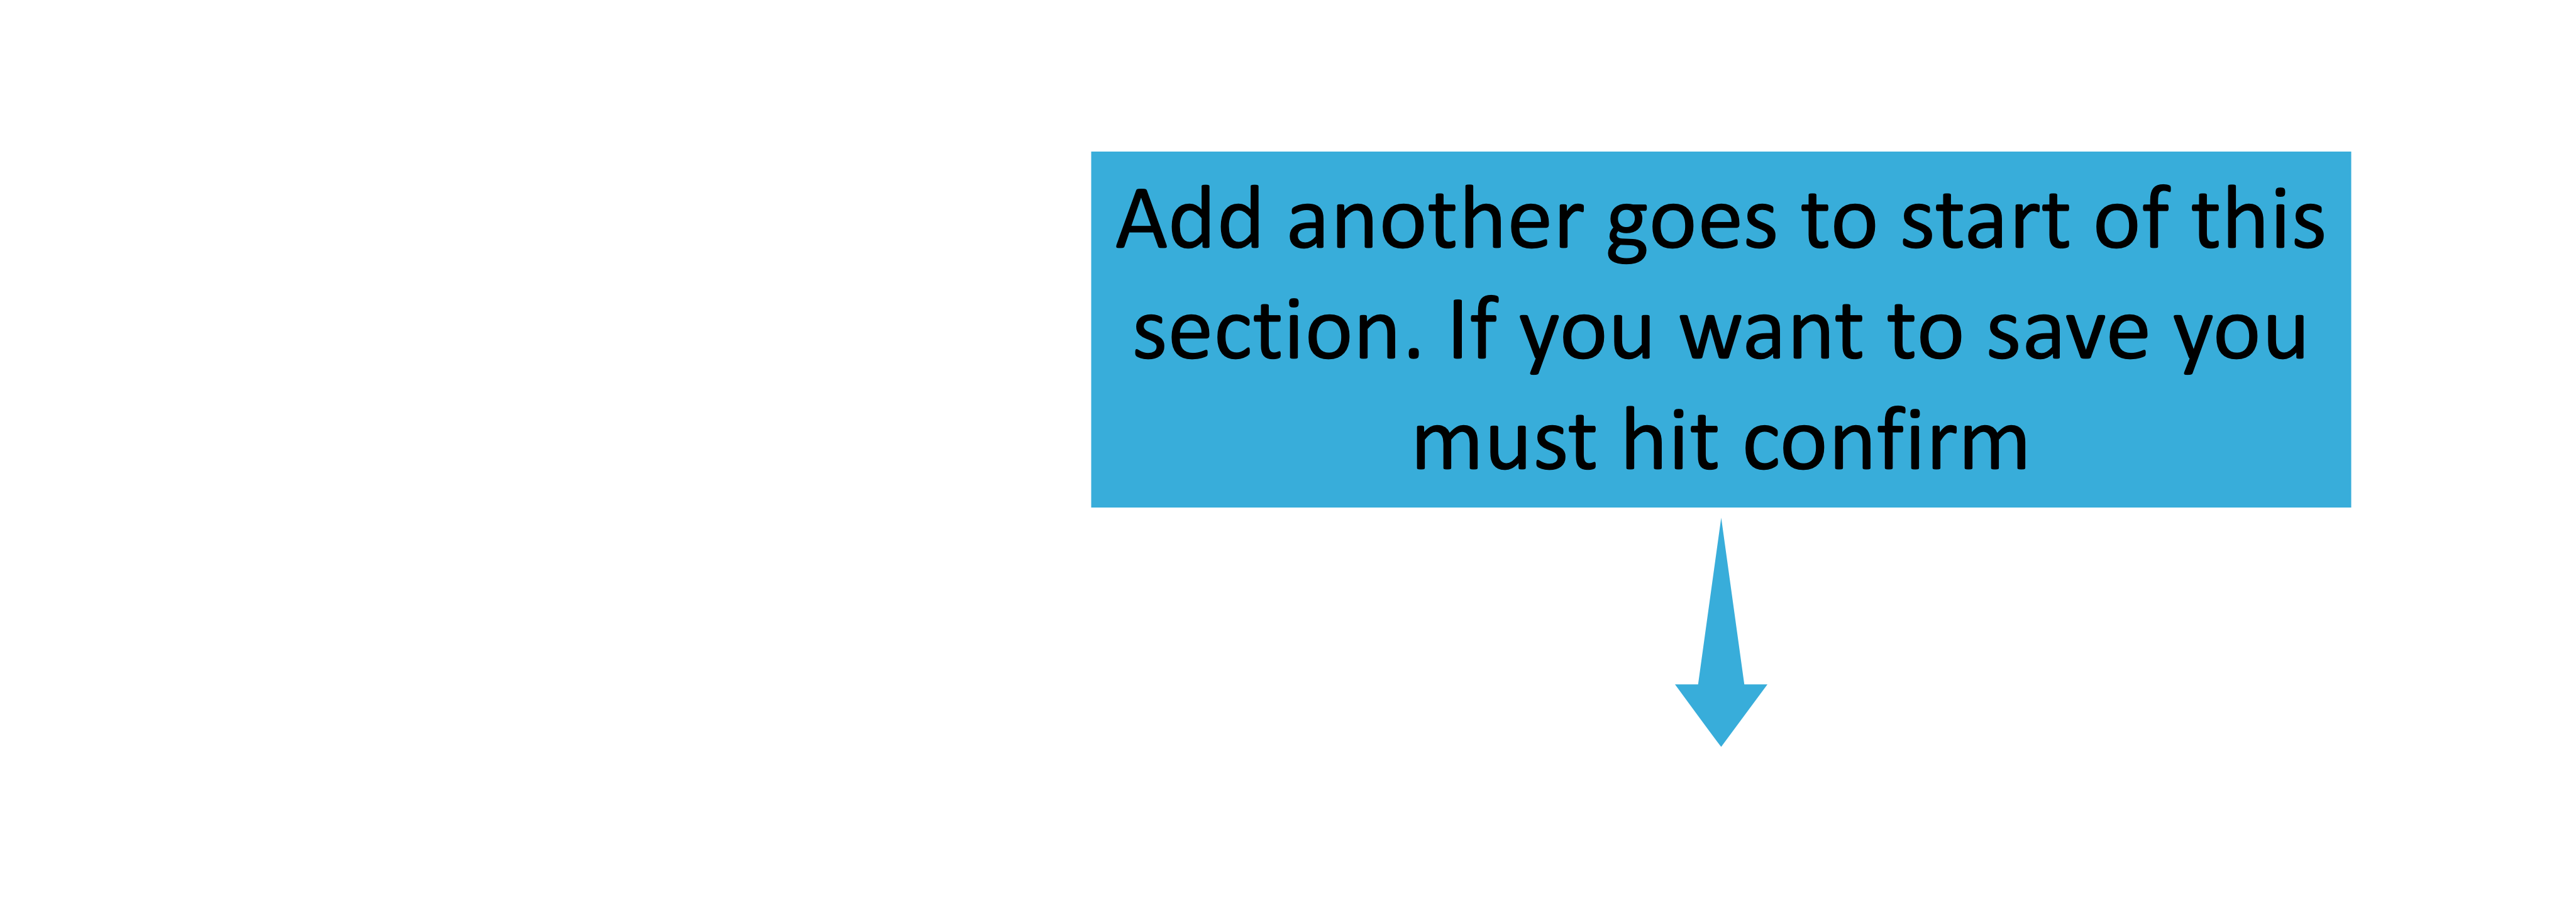 Add another goes to start of this
section. If you want to save you
must hit confirm